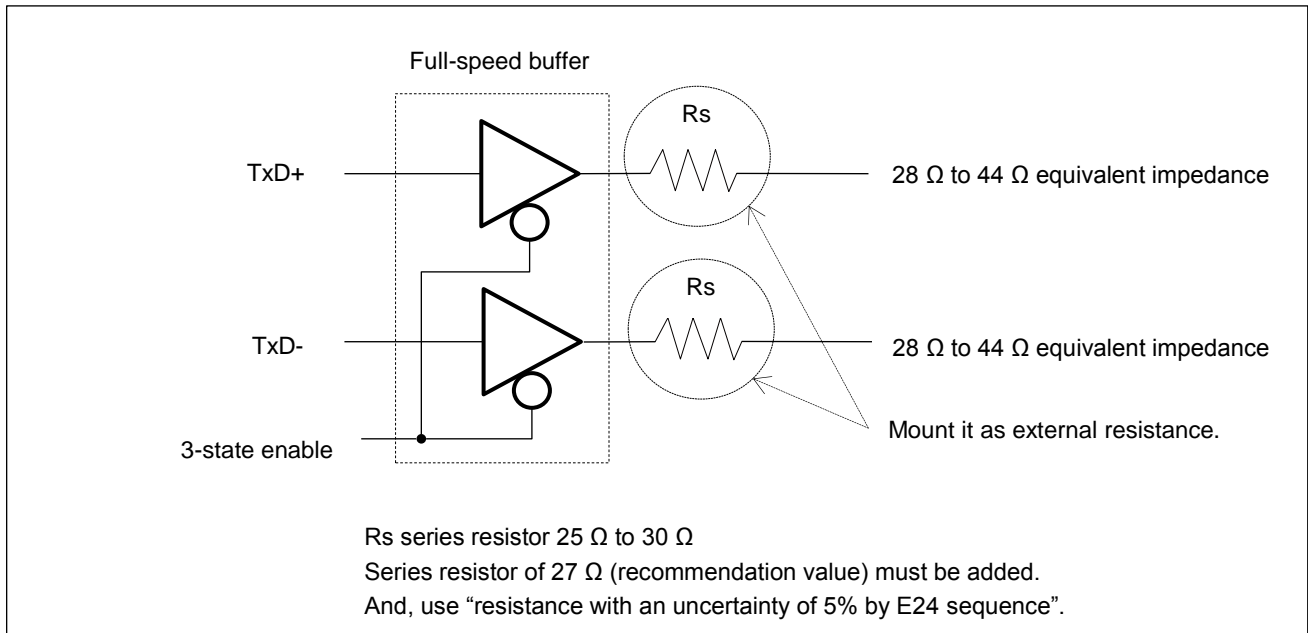 Full-speed buffer
Rs
TxD+
28 Ω to 44 Ω equivalent impedance
Rs
TxD-
28 Ω to 44 Ω equivalent impedance
Mount it as external resistance.
3-state enable
Rs series resistor 25 Ω to 30 Ω
Series resistor of 27 Ω (recommendation value) must be added.
And, use “resistance with an uncertainty of 5% by E24 sequence”.